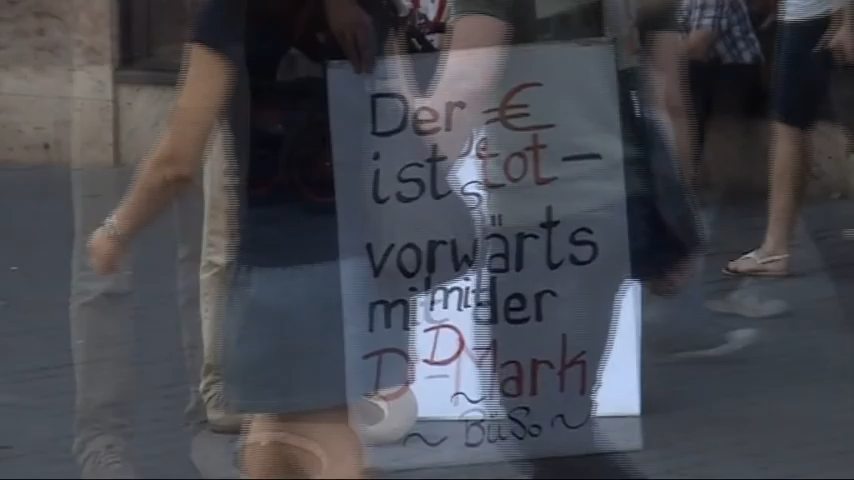 Der €
ist tot –
vorwärts
mit der
D-Mark
~ BüSo ~